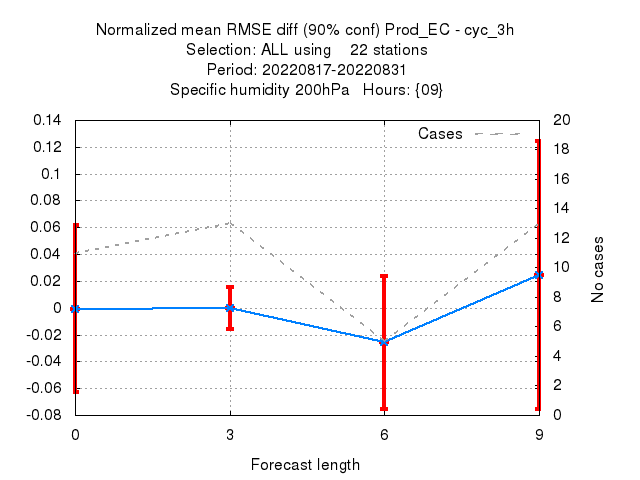 Normalized mean RMSE diff (90% conf) Prod_EC - cyc_3h
Selection: ALL using 22 stations
Period: 20220817-20220831
Specific humidity 200hPa Hours: {09}
Cases
0.14
0.12
0.1
0.08
0.06
0.04
0.02
0
-0.02
-0.04
-0.06
-0.08
20
18
16
14
12
10
8
6
4
2
0
No cases
0 3 6 9
Forecast length